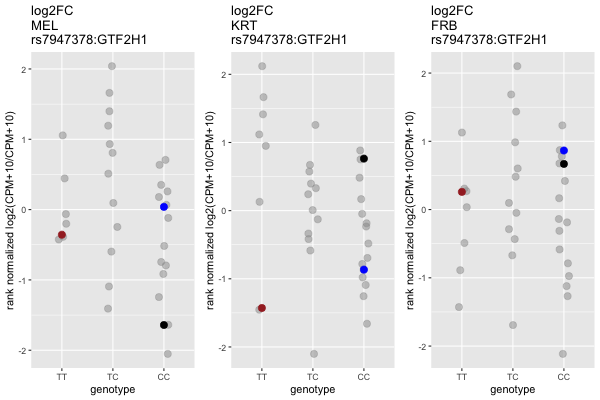 log2FC
MEL
rs7947378:GTF2H1
rank normalized log2(CPM+10/CPM+10)
2
1
0
-1
-2
TT
TC
CC
genotype
log2FC
KRT
rs7947378:GTF2H1
rank normalized log2(CPM+10/CPM+10)
2
1
0
-1
-2
TT
TC
CC
genotype
log2FC
FRB
rs7947378:GTF2H1
rank normalized log2(CPM+10/CPM+10)
2
1
0
-1
-2
TT
TC
CC
genotype